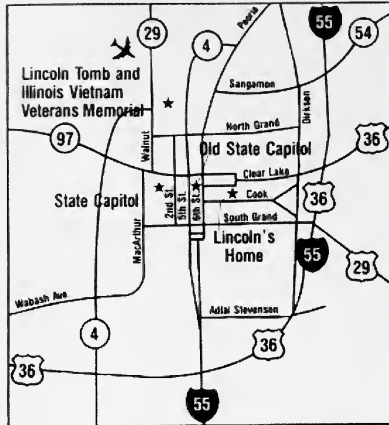 55
29
4
54
Peoria
Lincoln Tomb and
Illinois Vietnam
Veterans Memorial
Sangamon
Dirksen
North Grand
97
Walnut
Old State Capitol
36
Clear Lake
State Capitol
2nd St.
5th St.
6th St.
Cook
36
South Grand
MacArthur
Lincoln's
Home
55
29
Wabash Ave
Adlai Stevenson
4
36
36
55